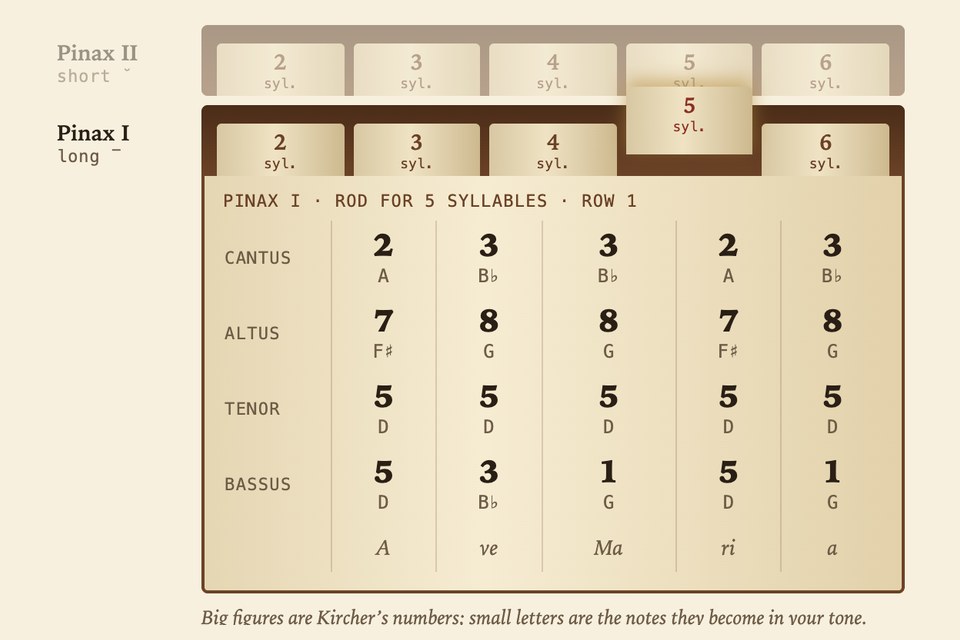 Pinax II
short ˘
2 3 4 5 6
syl. syl. syl. syl. syl.
Pinax I
long ¯
2 3 4 5 6
syl. syl. syl. syl. syl.
PINAX I · ROD FOR 5 SYLLABLES · ROW 1
CANTUS 2 3 3 2 3
A B♭ B♭ A B♭
ALTUS 7 8 8 7 8
F♯ G G F♯ G
TENOR 5 5 5 5 5
D D D D D
BASSUS 5 3 1 5 1
D B♭ G D G
A ve Ma ri a
Big figures are Kircher’s numbers; small letters are the notes they become in your tone.